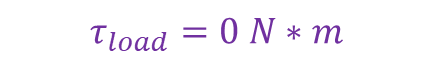 τ_load = 0 N * m